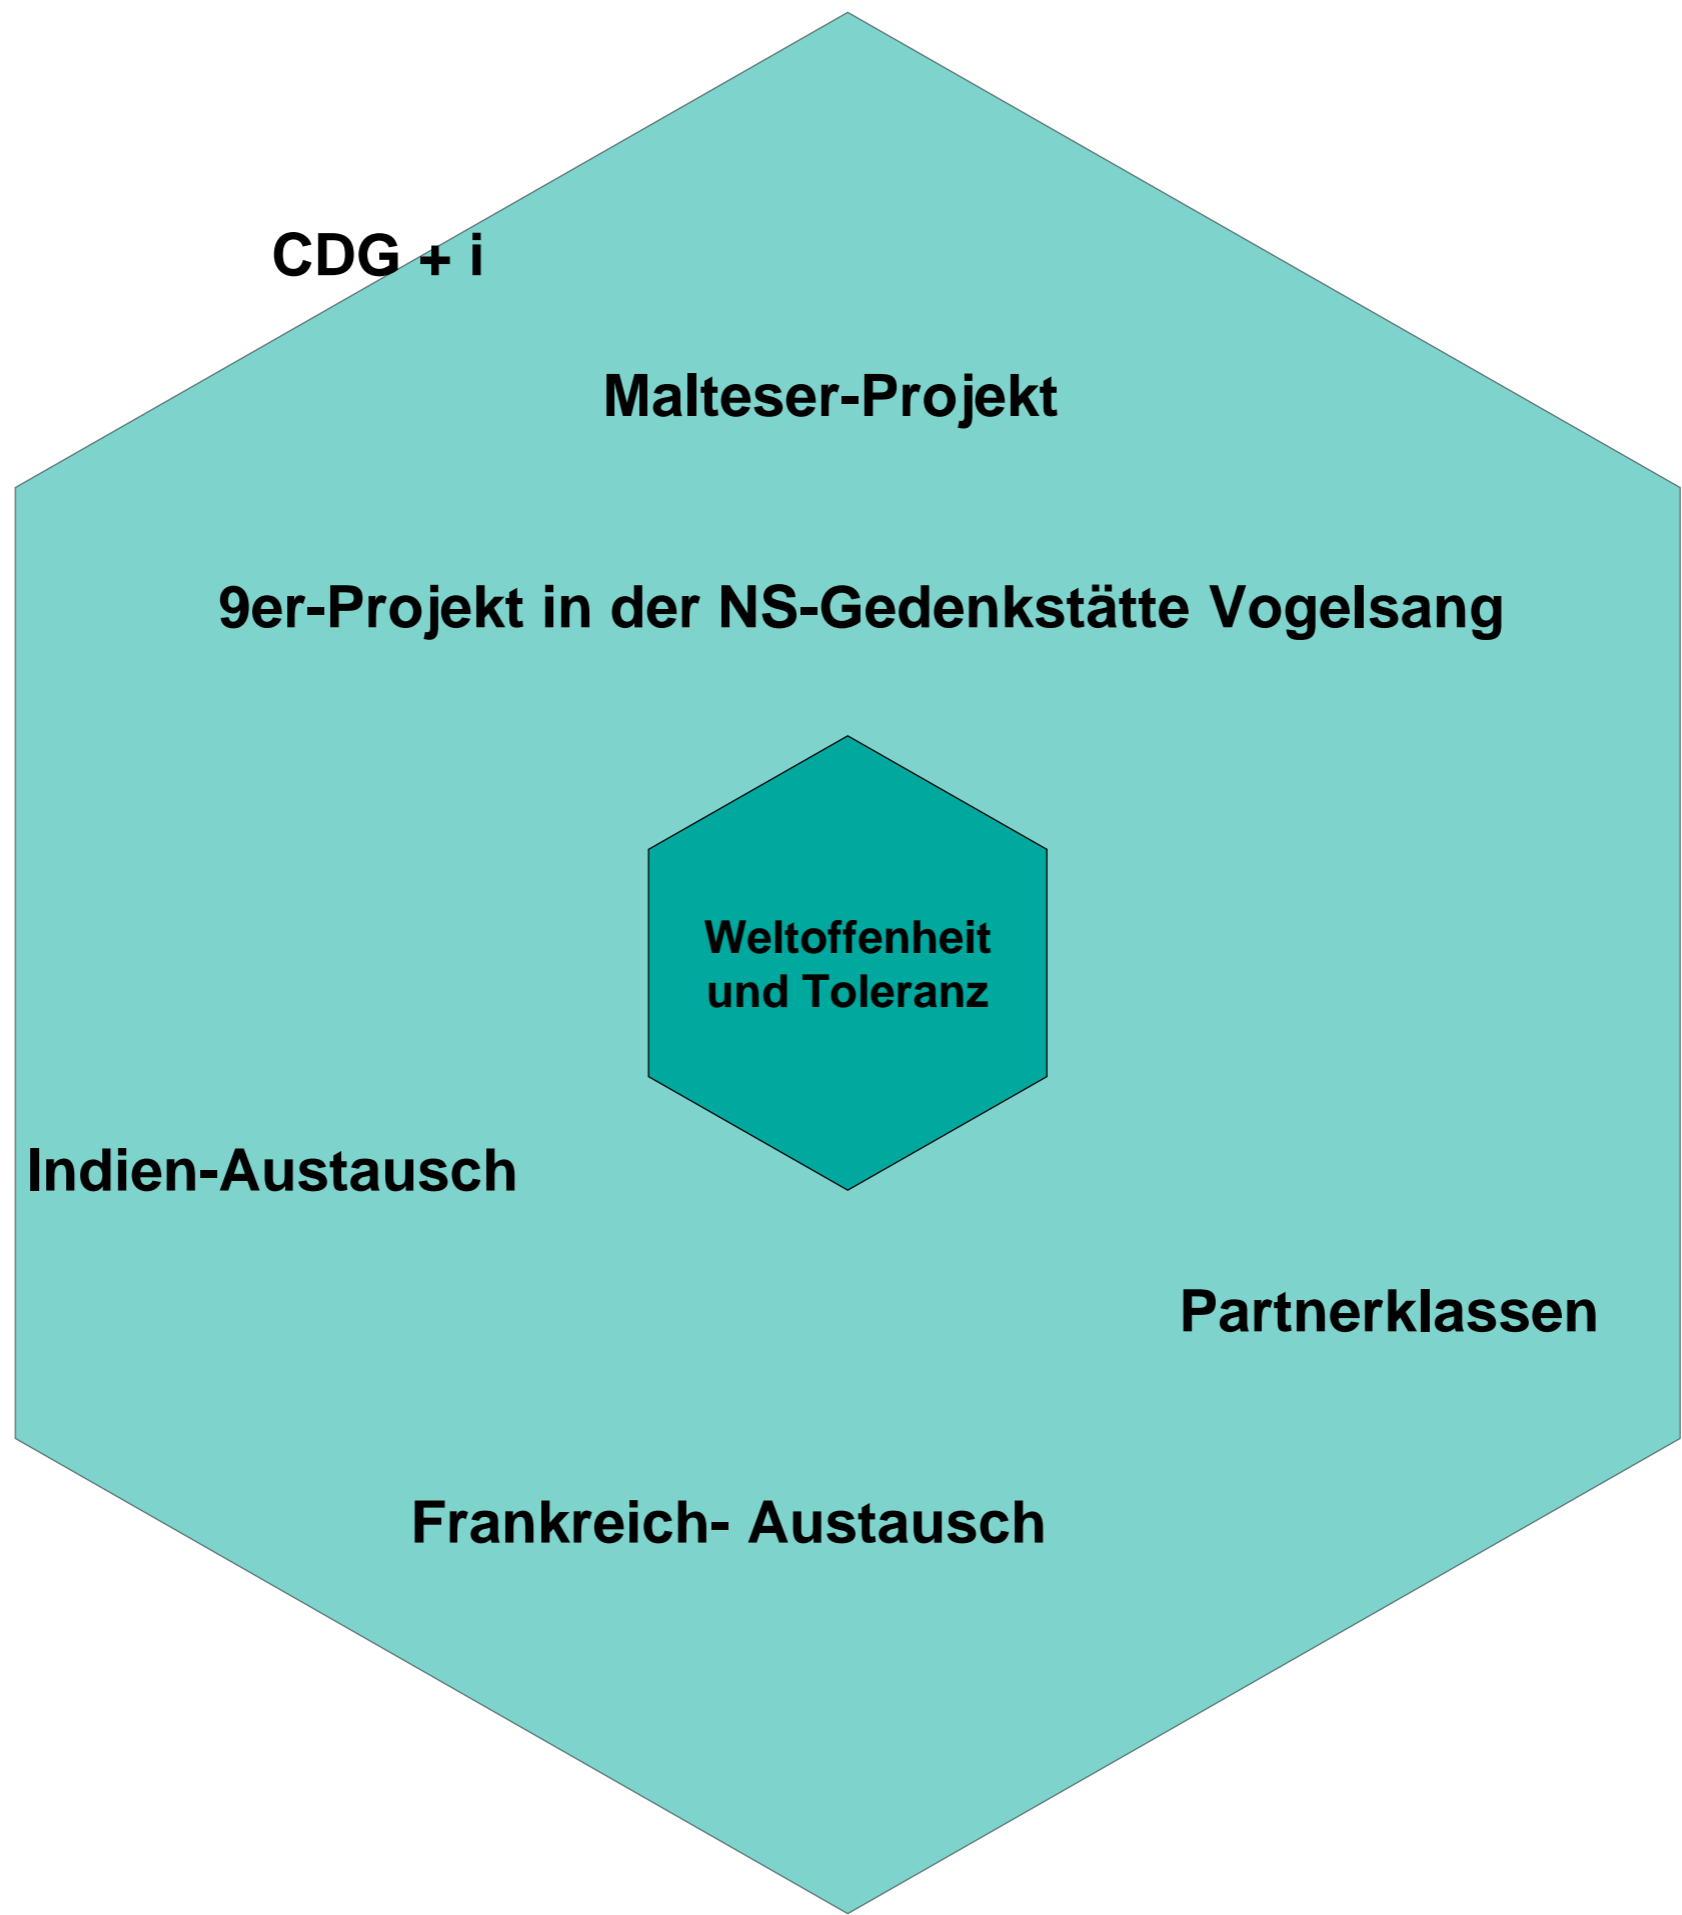 CDG + i
Malteser-Projekt
9er-Projekt in der NS-Gedenkstätte Vogelsang
Weltoffenheit
und Toleranz
Indien-Austausch
Partnerklassen
Frankreich- Austausch